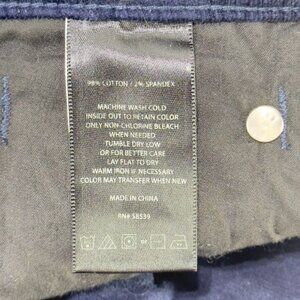 98% COTTON / 2% SPANDEX
MACHINE WASH COLD
INSIDE OUT TO RETAIN COLOR
ONLY NON-CHLORINE BLEACH
WHEN NEEDED
TUMBLE DRY LOW
OR FOR BETTER CARE
LAY FLAT TO DRY
WARM IRON IF NECESSARY
COLOR MAY TRANSFER WHEN NEW
MADE IN CHINA
RN# 58539
or